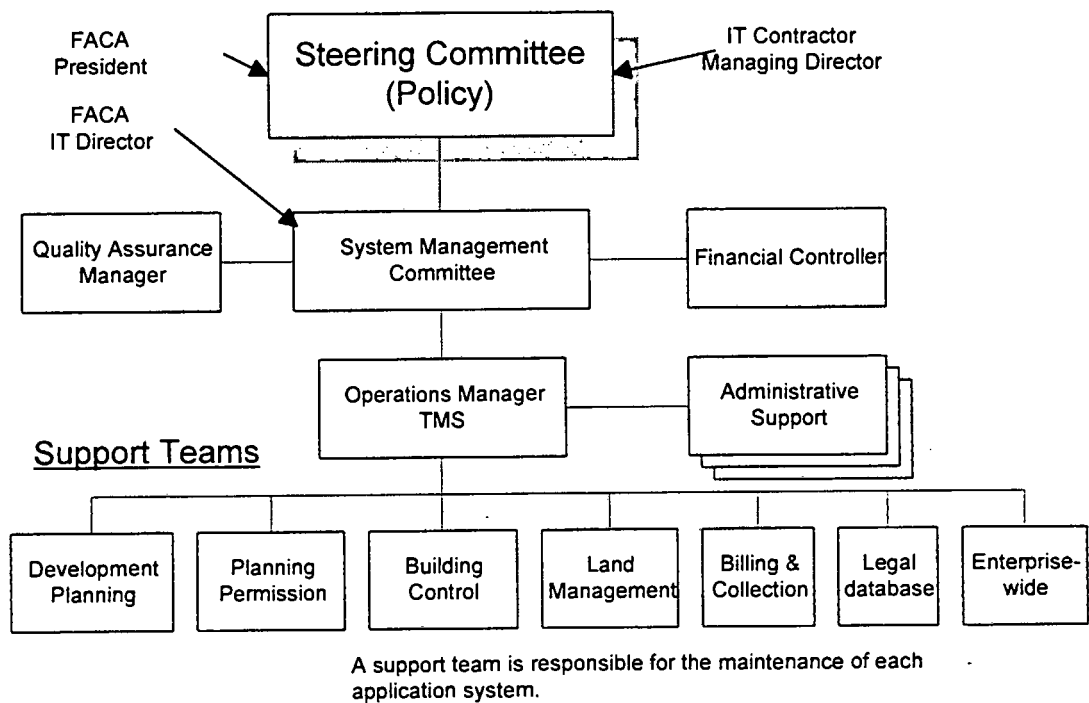 FACA
President
Steering Committee
(Policy)
IT Contractor
Managing Director
FACA
IT Director
Quality Assurance
Manager
System Management
Committee
Financial Controller
Operations Manager
TMS
Administrative
Support
Support Teams
Development
Planning
Planning
Permission
Building
Control
Land
Management
Billing &
Collection
Legal
database
Enterprise-
wide
A support team is responsible for the maintenance of each
application system.